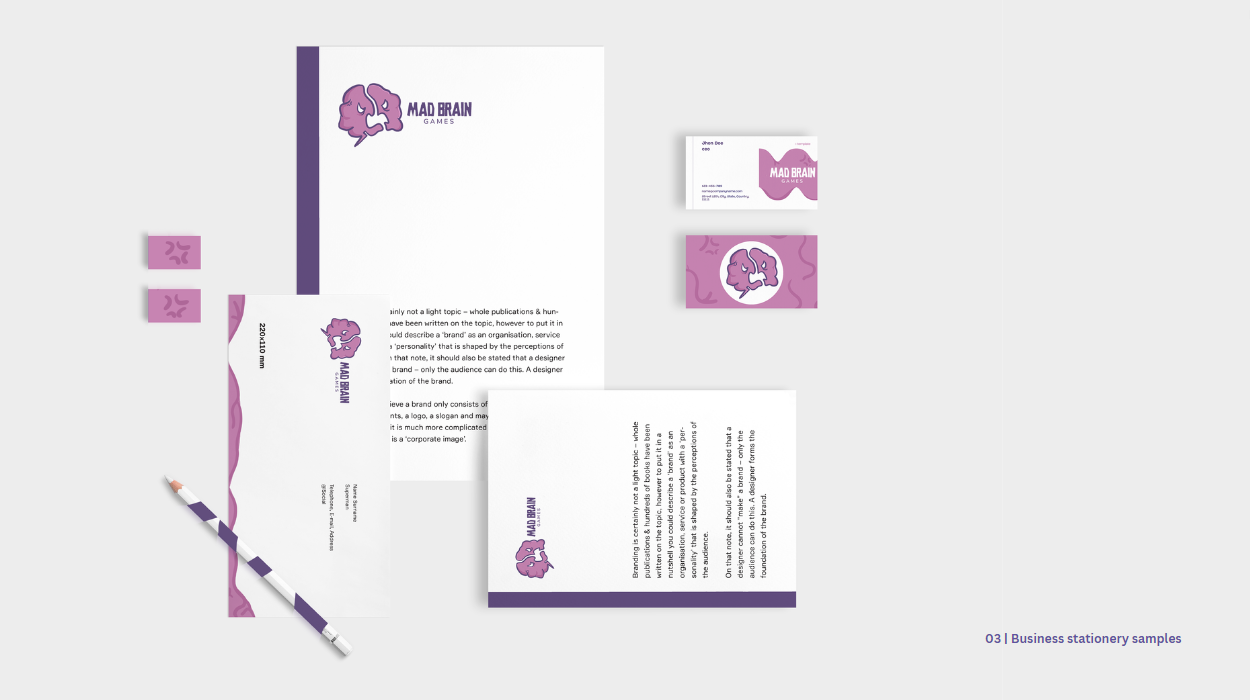 MAD BRAIN
GAMES
ainly not a light topic – whole publications & hun-
ave been written on the topic, however to put it in
uld describe a ‘brand’ as an organisation, service
‘personality’ that is shaped by the perceptions of
that note, it should also be stated that a designer
brand – only the audience can do this. A designer
ation of the brand.
ieve a brand only consists of
nts, a logo, a slogan and may
it is much more complicated
is a ‘corporate image’.
Jhon Doe
CEO
name@companyname.com
MAD BRAIN
GAMES
220x110 mm
MAD BRAIN
GAMES
Name Surname
Superman
Telephone, E-mail, Address
@Social
MAD BRAIN
GAMES
Branding is certainly not a light topic – whole
publications & hundreds of books have been
written on the topic, however to put it in a
nutshell you could describe a ‘brand’ as an
organisation, service or product with a ‘per-
sonality’ that is shaped by the perceptions of
the audience.
On that note, it should also be stated that a
designer cannot “make” a brand – only the
audience can do this. A designer forms the
foundation of the brand.
03 | Business stationery samples